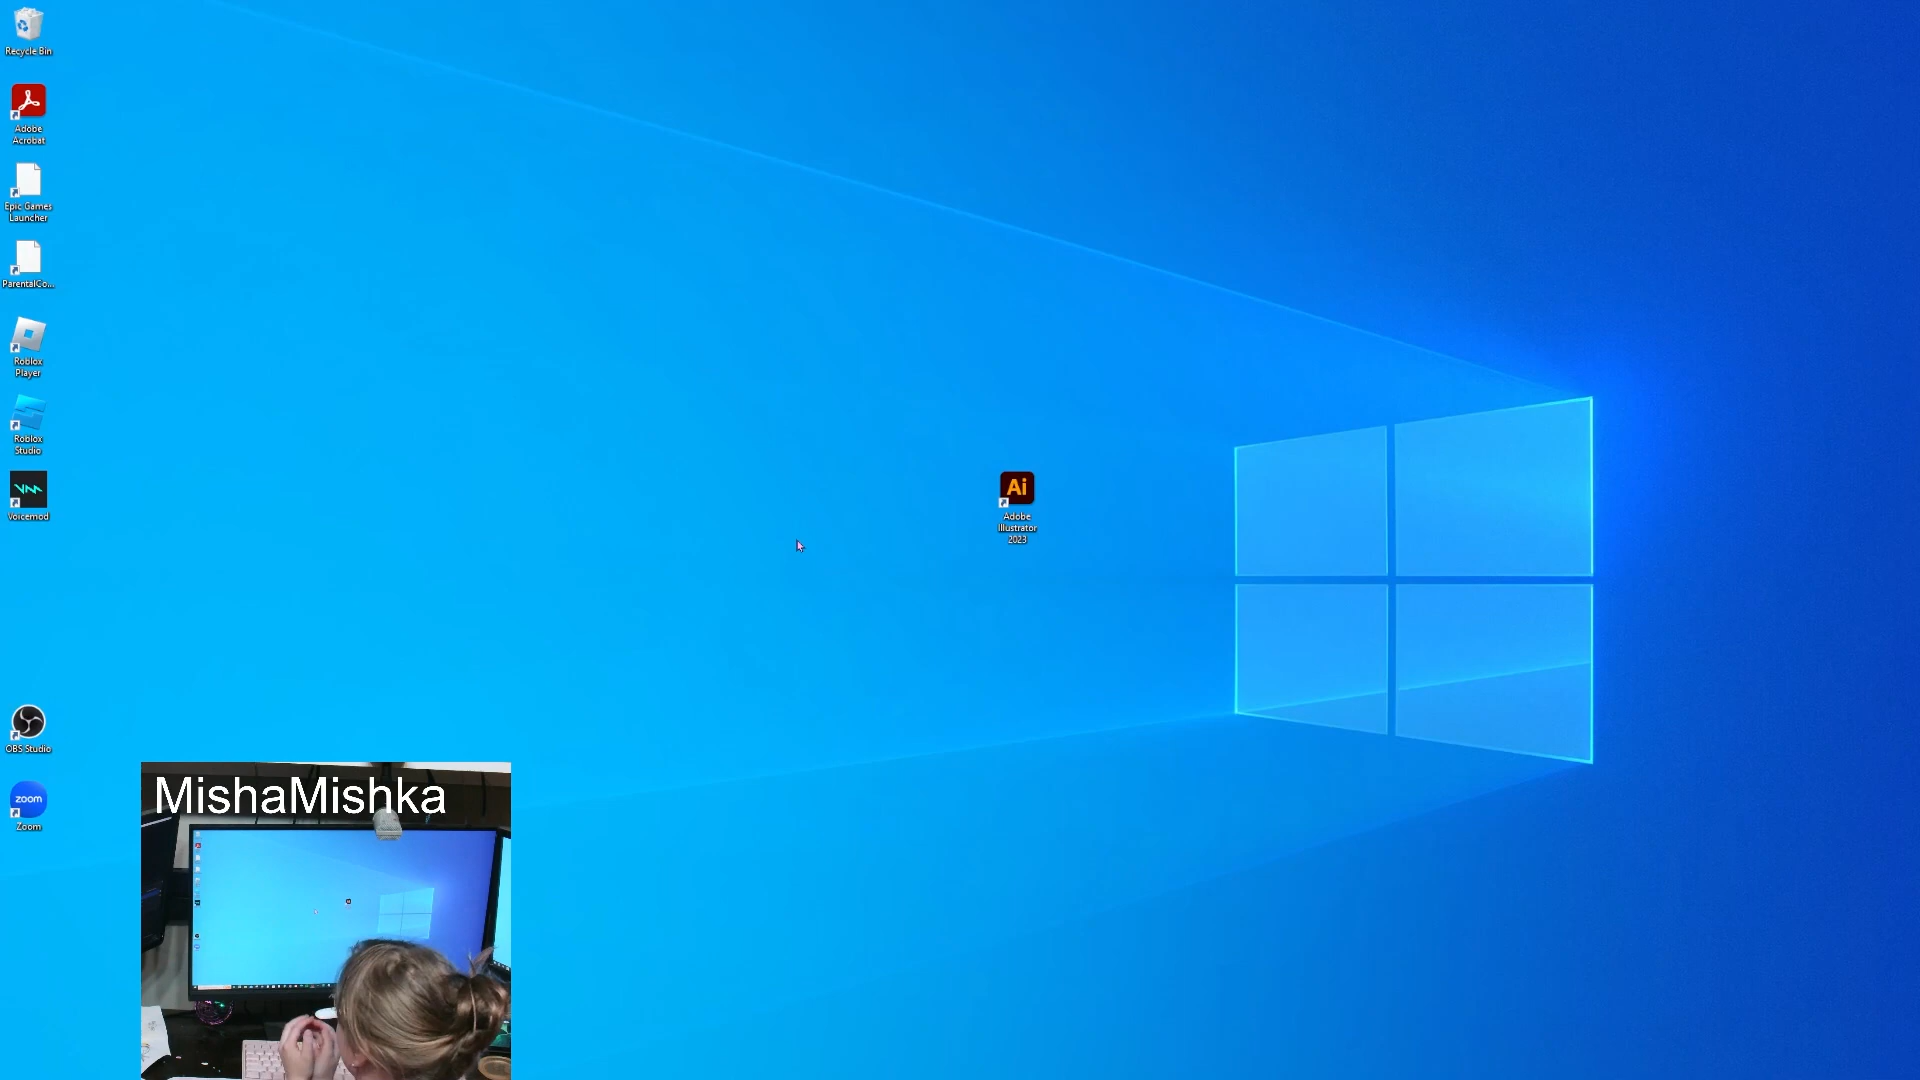 Recycle Bin
Adobe
Acrobat
Epic Games
Launcher
ParentalCo...
Roblox
Player
Roblox
Studio
Voicemod
Ai
Adobe
Illustrator
2023
OBS Studio
zoom
Zoom
MishaMishka